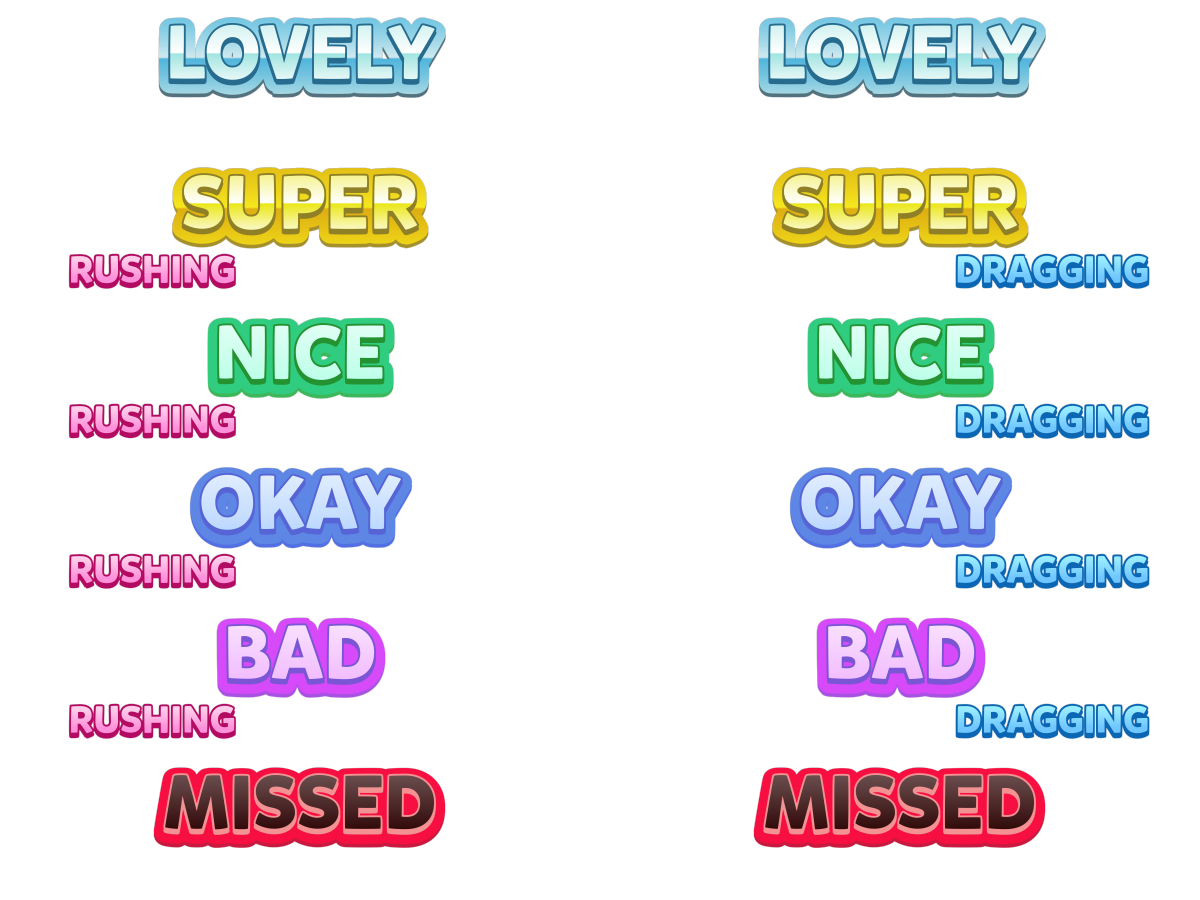 LOVELY LOVELY
SUPER SUPER
RUSHING DRAGGING
NICE NICE
RUSHING DRAGGING
OKAY OKAY
RUSHING DRAGGING
BAD BAD
RUSHING DRAGGING
MISSED MISSED